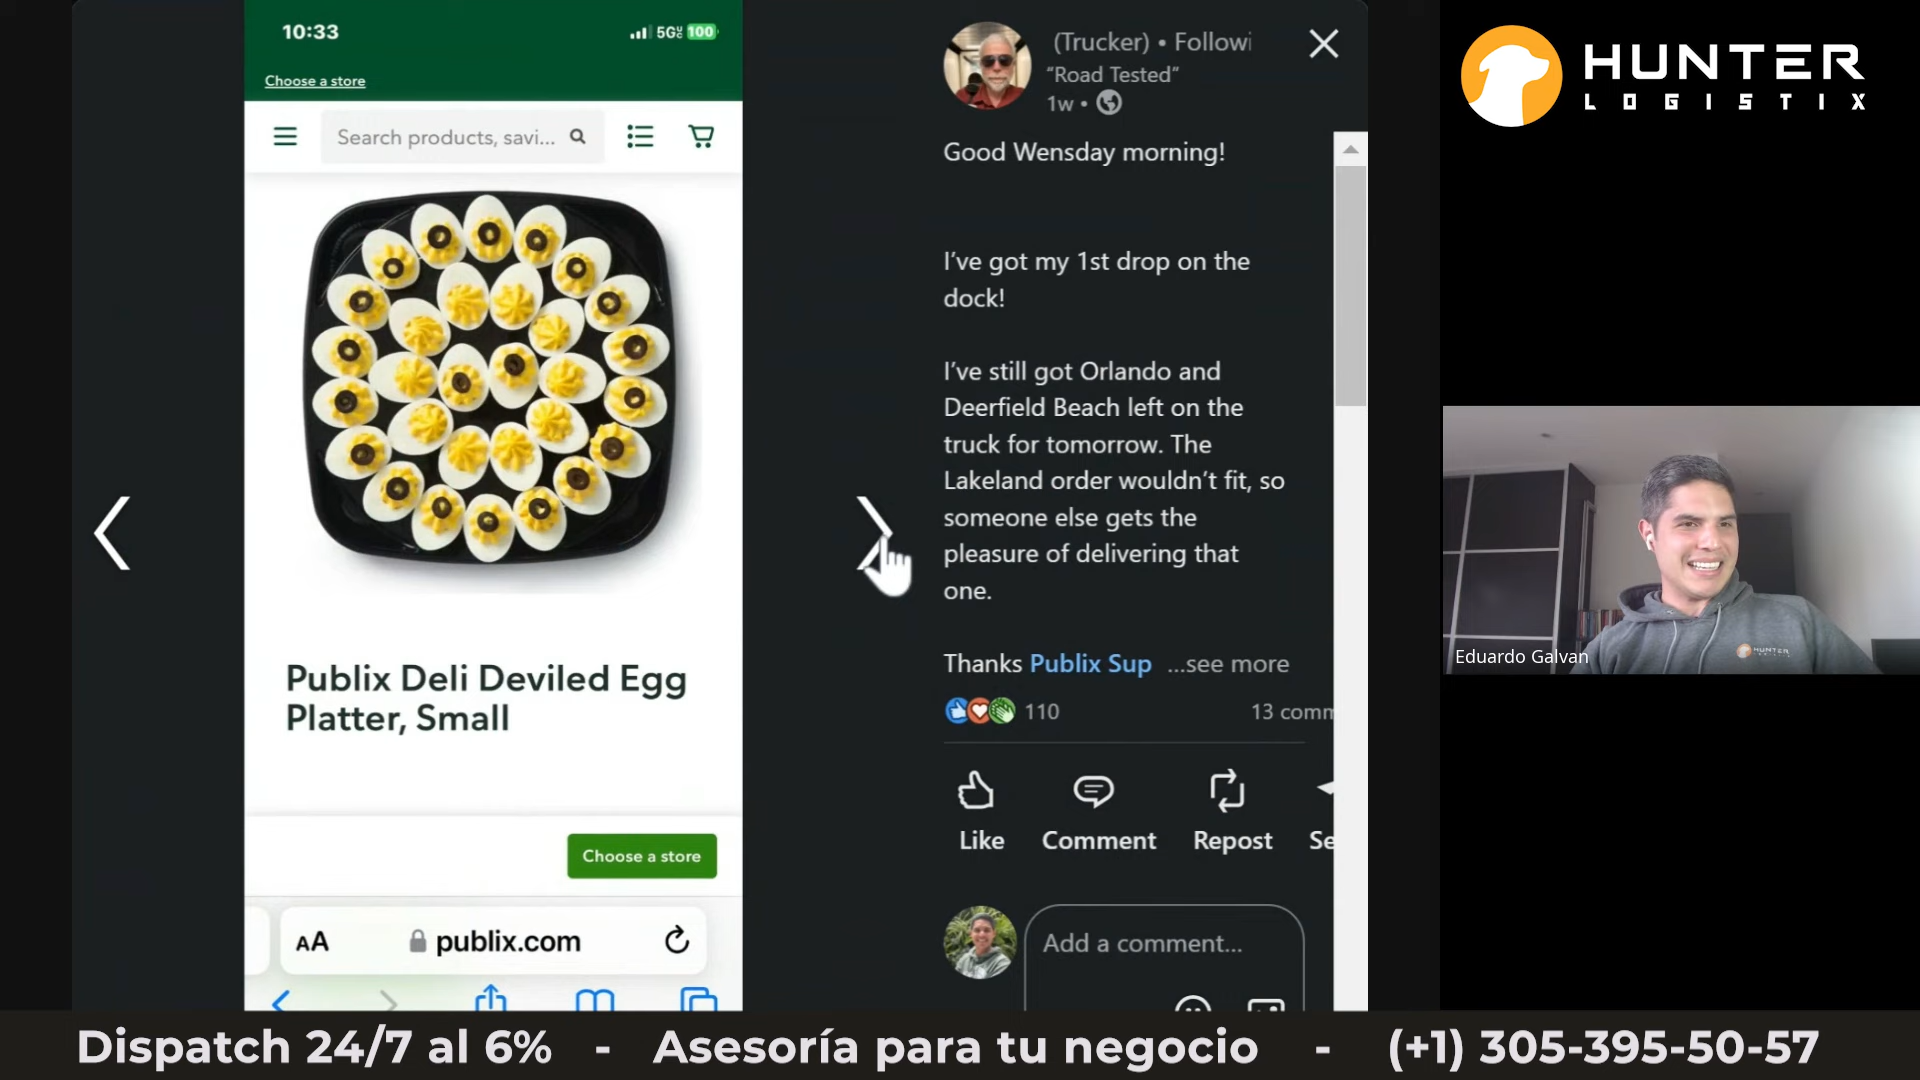 10:33
5G
100
Choose a store
Search products, savi...
Publix Deli Deviled Egg
Platter, Small
Choose a store
AA
publix.com
(Trucker) • Followi
“Road Tested”
1w •
Good Wensday morning!
I’ve got my 1st drop on the
dock!
I’ve still got Orlando and
Deerfield Beach left on the
truck for tomorrow. The
Lakeland order wouldn’t fit, so
someone else gets the
pleasure of delivering that
one.
Thanks Publix Sup ...see more
110
13 comm
Like
Comment
Repost
Se
Add a comment...
HUNTER
LOGISTIX
HUNTER
Eduardo Galvan
Dispatch 24/7 al 6% - Asesoría para tu negocio - (+1) 305-395-50-57